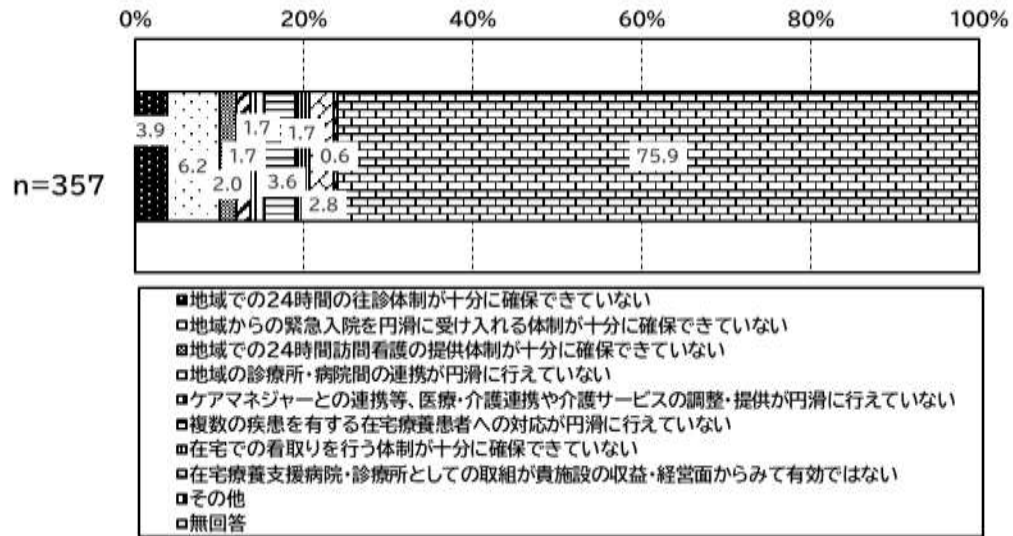 0% 20% 40% 60% 80% 100%
n=357
3.9
6.2
2.0
1.7
1.7
3.6
1.7
2.8
0.6
75.9
地域での24時間の往診体制が十分に確保できていない
地域からの緊急入院を円滑に受け入れる体制が十分に確保できていない
地域での24時間訪問看護の提供体制が十分に確保できていない
地域の診療所・病院間の連携が円滑に行えていない
ケアマネジャーとの連携等、医療・介護連携や介護サービスの調整・提供が円滑に行えていない
複数の疾患を有する在宅療養患者への対応が円滑に行えていない
在宅での看取りを行う体制が十分に確保できていない
在宅療養支援病院・診療所としての取組が貴施設の収益・経営面からみて有効ではない
その他
無回答